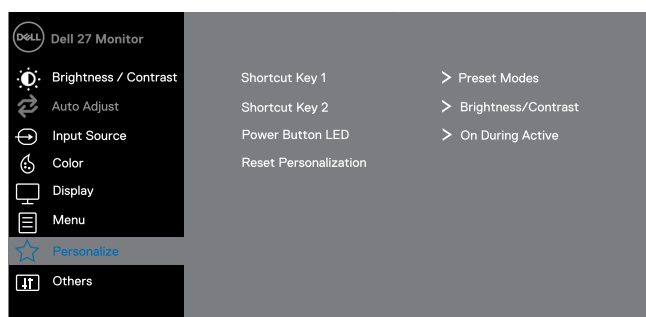 DELL Dell 27 Monitor
Brightness / Contrast
Auto Adjust
Input Source
Color
Display
Menu
Personalize
Others
Shortcut Key 1 > Preset Modes
Shortcut Key 2 > Brightness/Contrast
Power Button LED > On During Active
Reset Personalization